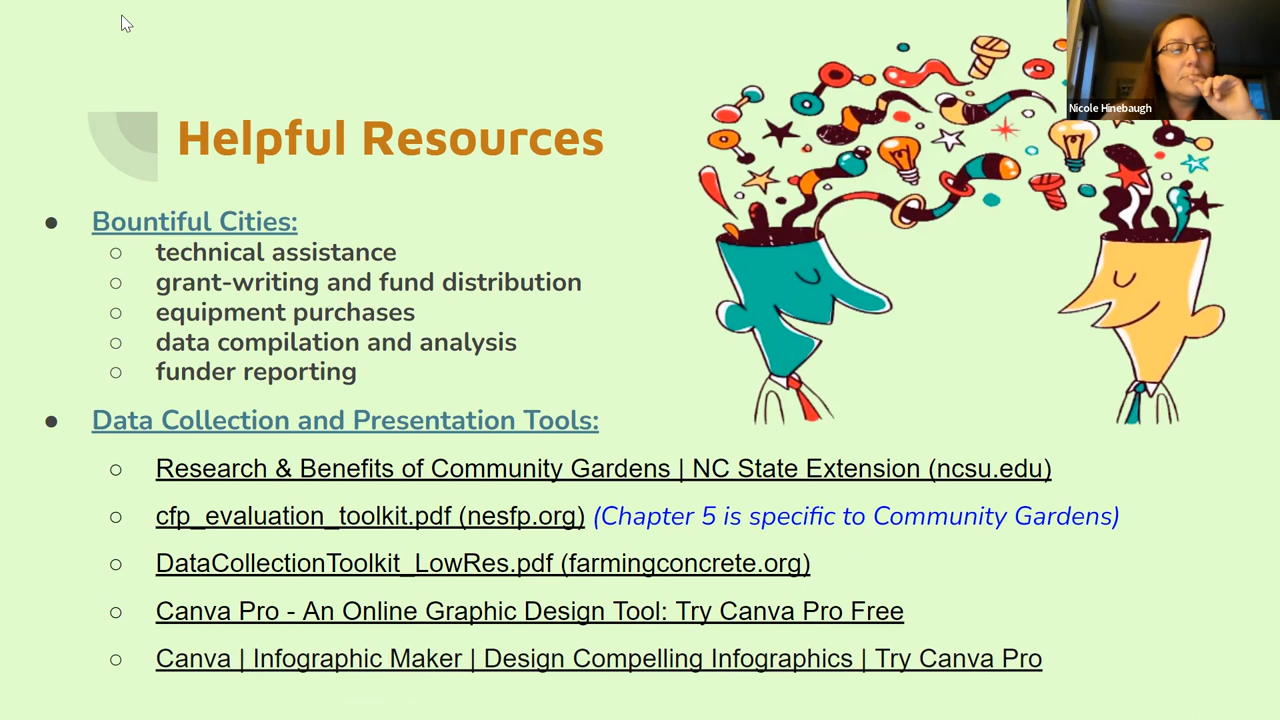 Nicole Hinebaugh
Helpful Resources
● Bountiful Cities:
○ technical assistance
○ grant-writing and fund distribution
○ equipment purchases
○ data compilation and analysis
○ funder reporting
● Data Collection and Presentation Tools:
○ Research & Benefits of Community Gardens | NC State Extension (ncsu.edu)
○ cfp_evaluation_toolkit.pdf (nesfp.org) (Chapter 5 is specific to Community Gardens)
○ DataCollectionToolkit_LowRes.pdf (farmingconcrete.org)
○ Canva Pro - An Online Graphic Design Tool: Try Canva Pro Free
○ Canva | Infographic Maker | Design Compelling Infographics | Try Canva Pro